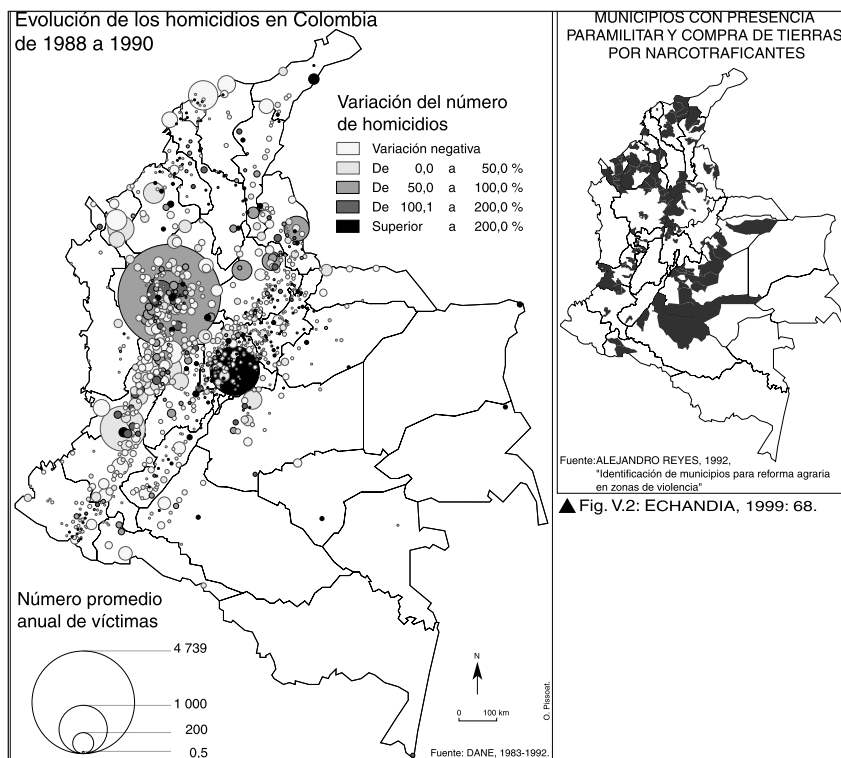 Evolución de los homicidios en Colombia
de 1988 a 1990
Variación del número
de homicidios
Variación negativa
De 0,0 a 50,0 %
De 50,0 a 100,0 %
De 100,1 a 200,0 %
Superior a 200,0 %
Número promedio
anual de víctimas
4 739
1 000
200
0.5
N
0 100 km
O. Pissoat.
Fuente: DANE, 1983-1992.
MUNICIPIOS CON PRESENCIA
PARAMILITAR Y COMPRA DE TIERRAS
POR NARCOTRAFICANTES
Fuente:ALEJANDRO REYES, 1992,
"Identificación de municipios para reforma agraria
en zonas de violencia"
▲ Fig. V.2: ECHANDIA, 1999: 68.